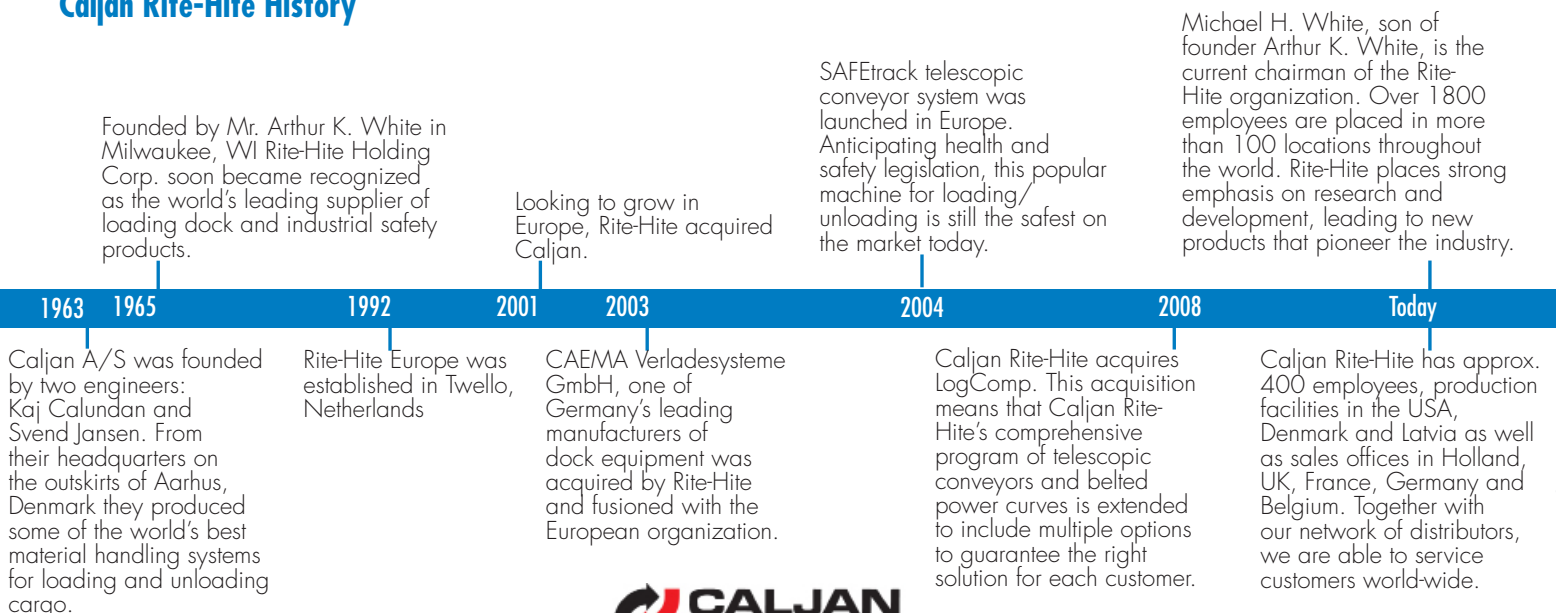 Caljan Rite-Hite History
Founded by Mr. Arthur K. White in
Milwaukee, WI Rite-Hite Holding
Corp. soon became recognized
as the world's leading supplier of
loading dock and industrial safety
products.
Looking to grow in
Europe, Rite-Hite acquired
Caljan.
SAFEtrack telescopic
conveyor system was
launched in Europe.
Anticipating health and
safety legislation, this popular
machine for loading/
unloading is still the safest on
the market today.
Michael H. White, son of
founder Arthur K. White, is the
current chairman of the Rite-
Hite organization. Over 1800
employees are placed in more
than 100 locations throughout
the world. Rite-Hite places strong
emphasis on research and
development, leading to new
products that pioneer the industry.
1963 1965 1992 2001 2003 2004 2008 Today
Caljan A/S was founded
by two engineers:
Kaj Calundan and
Svend Jansen. From
their headquarters on
the outskirts of Aarhus,
Denmark they produced
some of the world's best
material handling systems
for loading and unloading
cargo.
Rite-Hite Europe was
established in Twello,
Netherlands
CAEMA Verladesysteme
GmbH, one of
Germany's leading
manufacturers of
dock equipment was
acquired by Rite-Hite
and fusioned with the
European organization.
Caljan Rite-Hite acquires
LogComp. This acquisition
means that Caljan Rite-
Hite's comprehensive
program of telescopic
conveyors and belted
power curves is extended
to include multiple options
to guarantee the right
solution for each customer.
Caljan Rite-Hite has approx.
400 employees, production
facilities in the USA,
Denmark and Latvia as well
as sales offices in Holland,
UK, France, Germany and
Belgium. Together with
our network of distributors,
we are able to service
customers world-wide.
CALJAN